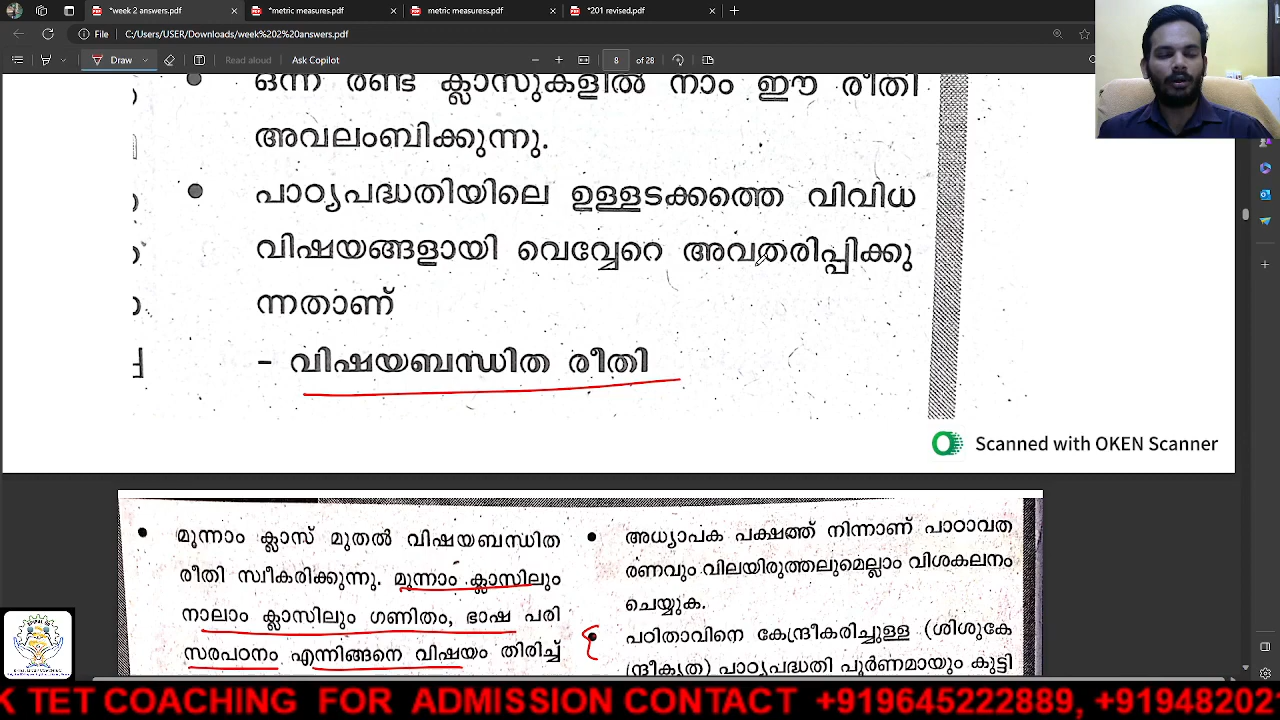 *week 2 answers.pdf
*metric measures.pdf
metric measuress.pdf
*201 revised.pdf
File C:/Users/USER/Downloads/week%202%20answers.pdf
Draw Read aloud Ask Copilot 8 of 28
ഒന്ന് രണ്ട് ക്ലാസുകളിൽ നാം ഈ രീതി
അവലംബിക്കുന്നു.
പാഠ്യപദ്ധതിയിലെ ഉള്ളടക്കത്തെ വിവിധ
വിഷയങ്ങളായി വെവ്വേറെ അവതരിപ്പിക്കു
ന്നതാണ്
– വിഷയബന്ധിത രീതി
Scanned with OKEN Scanner
മൂന്നാം ക്ലാസ് മുതൽ വിഷയബന്ധിത
രീതി സ്വീകരിക്കുന്നു. മൂന്നാം ക്ലാസിലും
നാലാം ക്ലാസിലും ഗണിതം, ഭാഷ പരി
സരപഠനം എന്നിങ്ങനെ വിഷയം തിരിച്ച്
അധ്യാപക പക്ഷത്ത് നിന്നാണ് പാഠാവത
രണവും വിലയിരുത്തലുമെല്ലാം വിശകലനം
ചെയ്യുക.
പഠിതാവിനെ കേന്ദ്രീകരിച്ചുള്ള (ശിശുകേ
ന്ദ്രീകൃത) പാഠ്യപദ്ധതി പൂർണമായും കുട്ടി
K TET COACHING FOR ADMISSION CONTACT +919645222889, +91948202